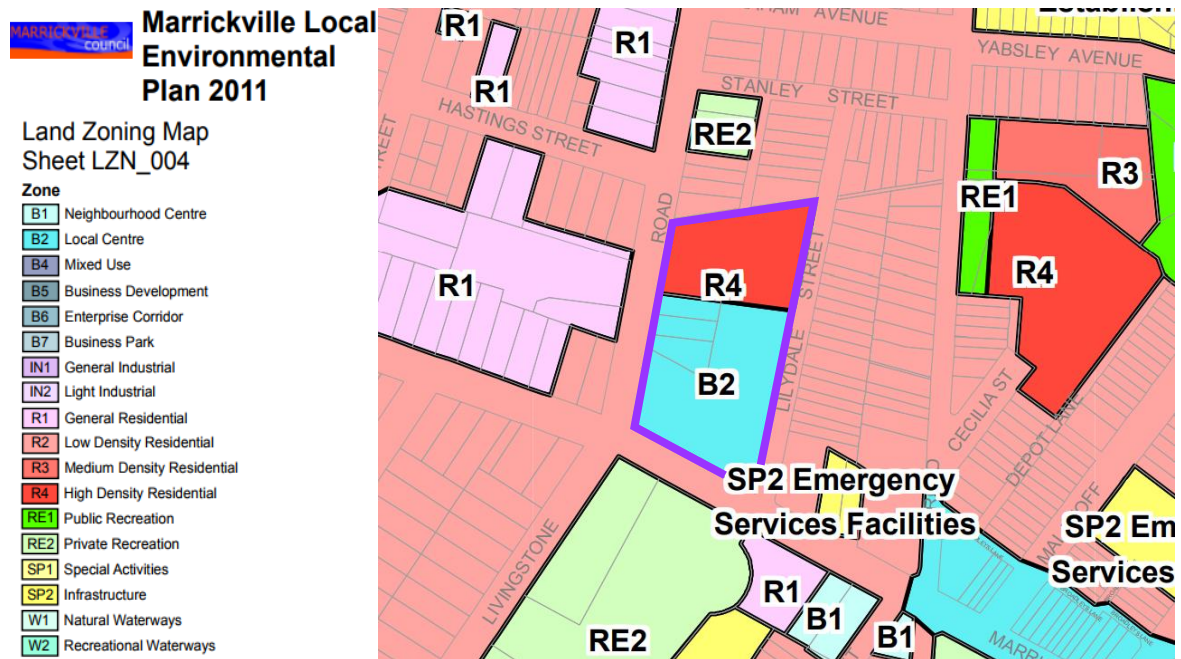 MARRICKVILLE
council
Marrickville Local
Environmental
Plan 2011
Land Zoning Map
Sheet LZN_004
Zone
B1 Neighbourhood Centre
B2 Local Centre
B4 Mixed Use
B5 Business Development
B6 Enterprise Corridor
B7 Business Park
IN1 General Industrial
IN2 Light Industrial
R1 General Residential
R2 Low Density Residential
R3 Medium Density Residential
R4 High Density Residential
RE1 Public Recreation
RE2 Private Recreation
SP1 Special Activities
SP2 Infrastructure
W1 Natural Waterways
W2 Recreational Waterways
AVENUE
R1
R1
R1
YABSLEY AVENUE
STANLEY STREET
HASTINGS STREET
RE2
R3
RE1
ROAD
STREET
R1
R4
R4
B2
LILYDALE
CECILIA ST
DEPOT LANE
SP2 Emergency
Services Facilities
SP2 Em
Services
LIVINGSTONE
R1
B1
B1
RE2
MARRI